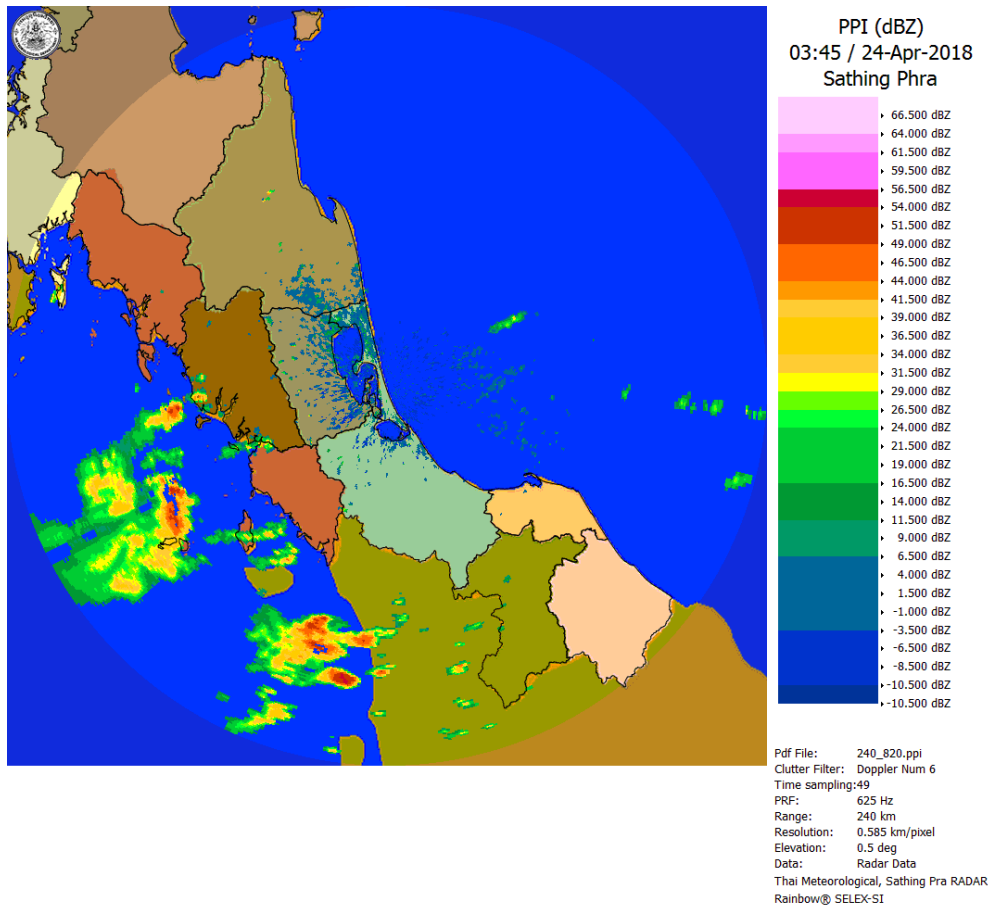 PPI (dBZ)
03:45 / 24-Apr-2018
Sathing Phra
66.500 dBZ
64.000 dBZ
61.500 dBZ
59.500 dBZ
56.500 dBZ
54.000 dBZ
51.500 dBZ
49.000 dBZ
46.500 dBZ
44.000 dBZ
41.500 dBZ
39.000 dBZ
36.500 dBZ
34.000 dBZ
31.500 dBZ
29.000 dBZ
26.500 dBZ
24.000 dBZ
21.500 dBZ
19.000 dBZ
16.500 dBZ
14.000 dBZ
11.500 dBZ
9.000 dBZ
6.500 dBZ
4.000 dBZ
1.500 dBZ
-1.000 dBZ
-3.500 dBZ
-6.500 dBZ
-8.500 dBZ
-10.500 dBZ
-10.500 dBZ
Pdf File: 240_820.ppi
Clutter Filter: Doppler Num 6
Time sampling:49
PRF: 625 Hz
Range: 240 km
Resolution: 0.585 km/pixel
Elevation: 0.5 deg
Data: Radar Data
Thai Meteorological, Sathing Pra RADAR
Rainbow® SELEX-SI